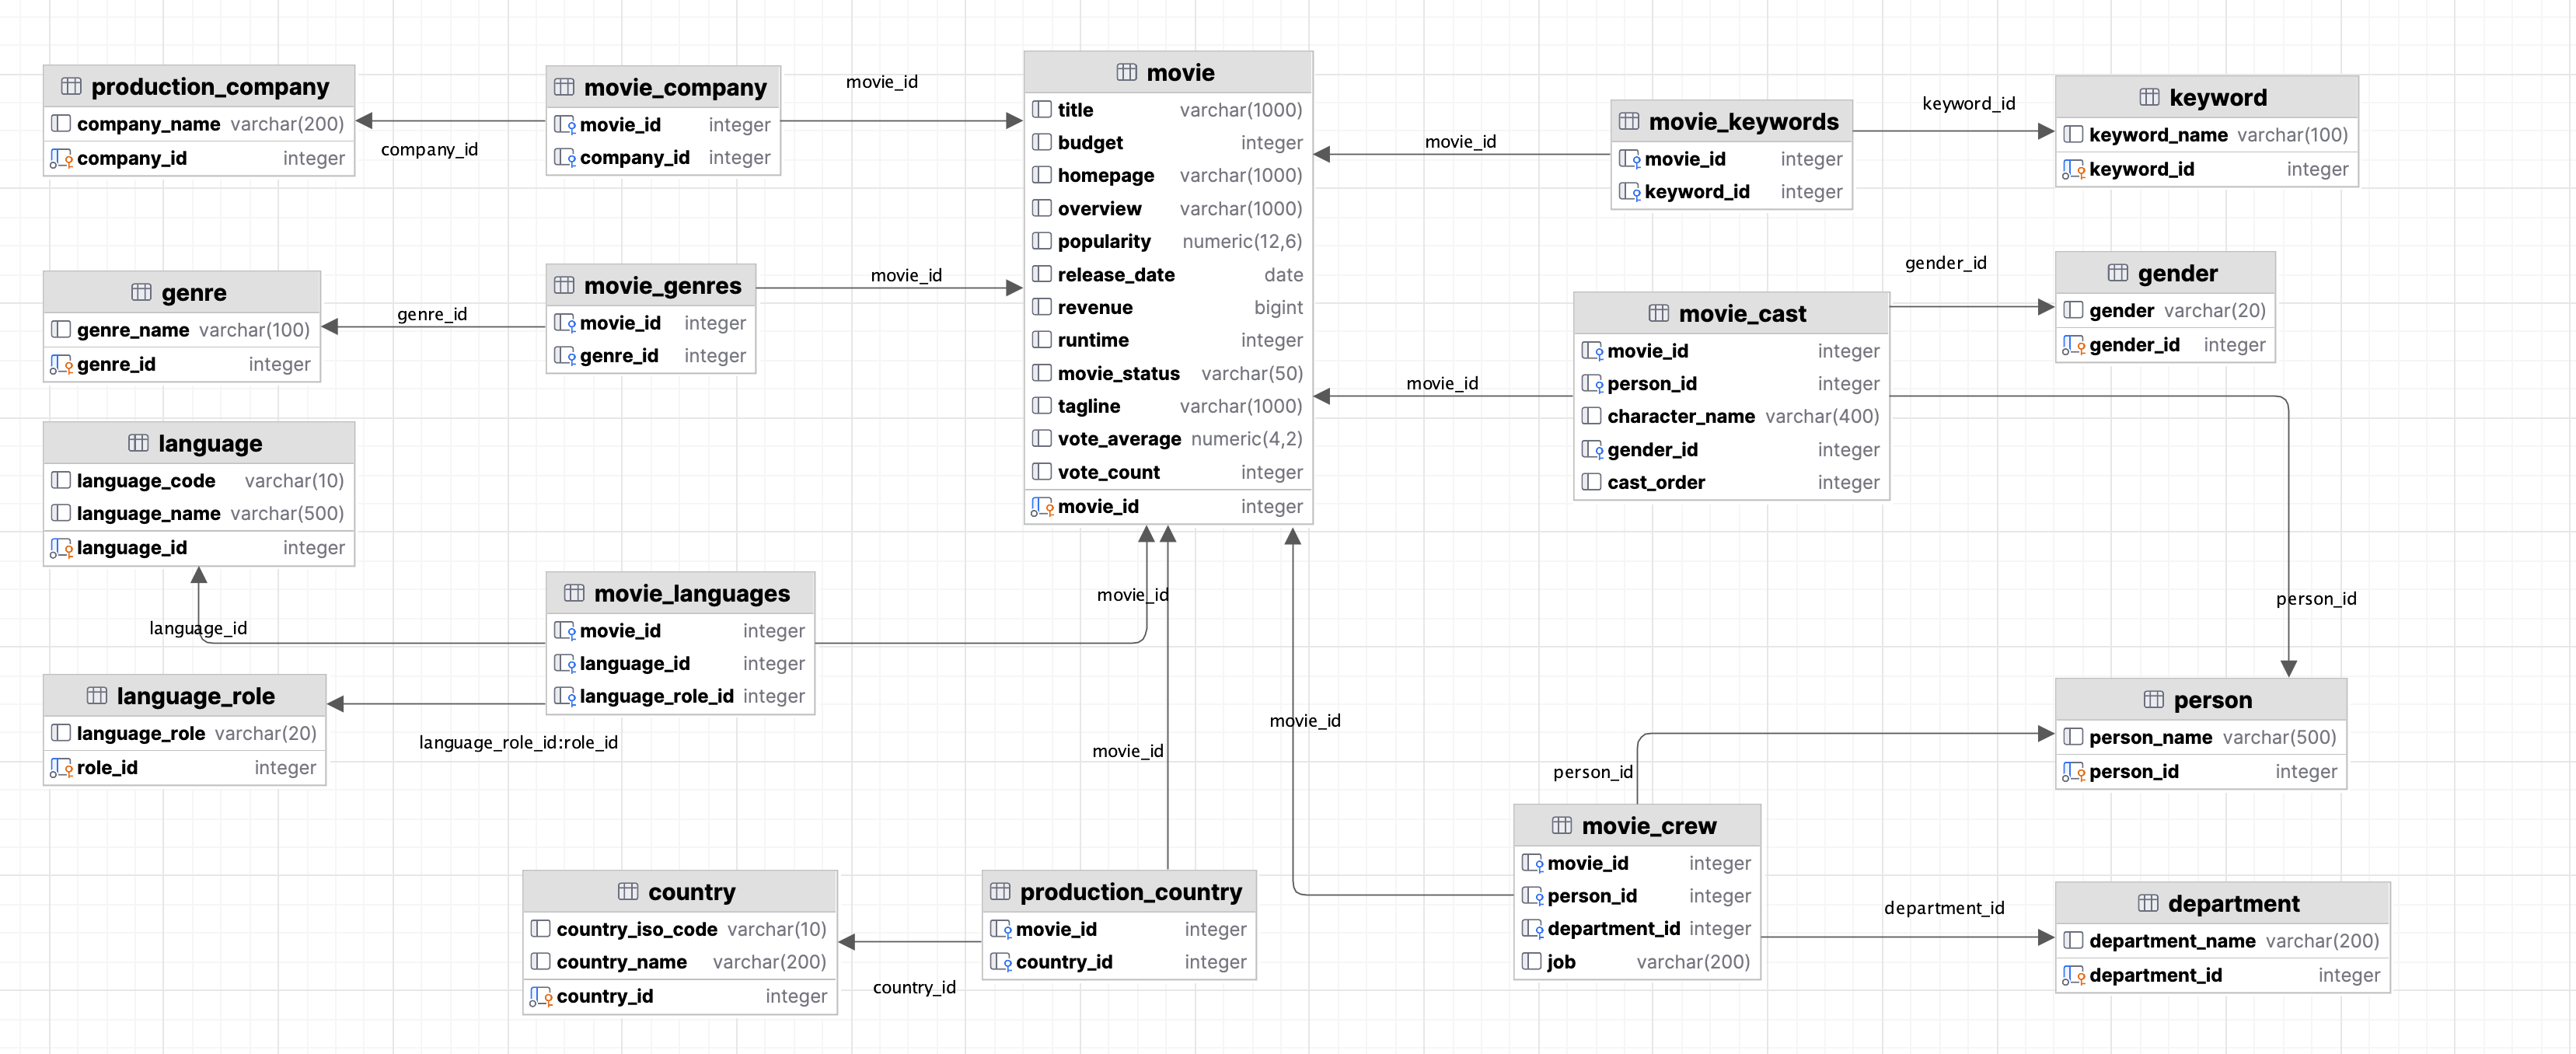 production_company
company_name varchar(200)
company_id integer
company_id
movie_company
movie_id integer
company_id integer
movie_id
movie
title varchar(1000)
budget integer
homepage varchar(1000)
overview varchar(1000)
popularity numeric(12,6)
release_date date
revenue bigint
runtime integer
movie_status varchar(50)
tagline varchar(1000)
vote_average numeric(4,2)
vote_count integer
movie_id integer
movie_id
movie_keywords
movie_id integer
keyword_id integer
keyword_id
keyword
keyword_name varchar(100)
keyword_id integer
genre
genre_name varchar(100)
genre_id integer
genre_id
movie_genres
movie_id integer
genre_id integer
movie_id
movie_id
movie_cast
movie_id integer
person_id integer
character_name varchar(400)
gender_id integer
cast_order integer
gender_id
gender
gender varchar(20)
gender_id integer
language
language_code varchar(10)
language_name varchar(500)
language_id integer
language_id
movie_languages
movie_id integer
language_id integer
language_role_id integer
movie_id
person_id
language_role
language_role varchar(20)
role_id integer
language_role_id:role_id
movie_id
movie_id
person_id
person
person_name varchar(500)
person_id integer
country
country_iso_code varchar(10)
country_name varchar(200)
country_id integer
country_id
production_country
movie_id integer
country_id integer
movie_crew
movie_id integer
person_id integer
department_id integer
job varchar(200)
department_id
department
department_name varchar(200)
department_id integer